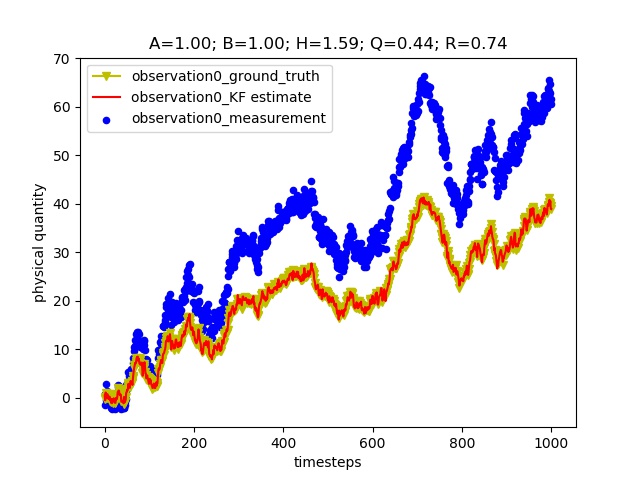 A=1.00; B=1.00; H=1.59; Q=0.44; R=0.74
observation0_ground_truth
observation0_KF estimate
observation0_measurement
physical quantity
70
60
50
40
30
20
10
0
0 200 400 600 800 1000
timesteps